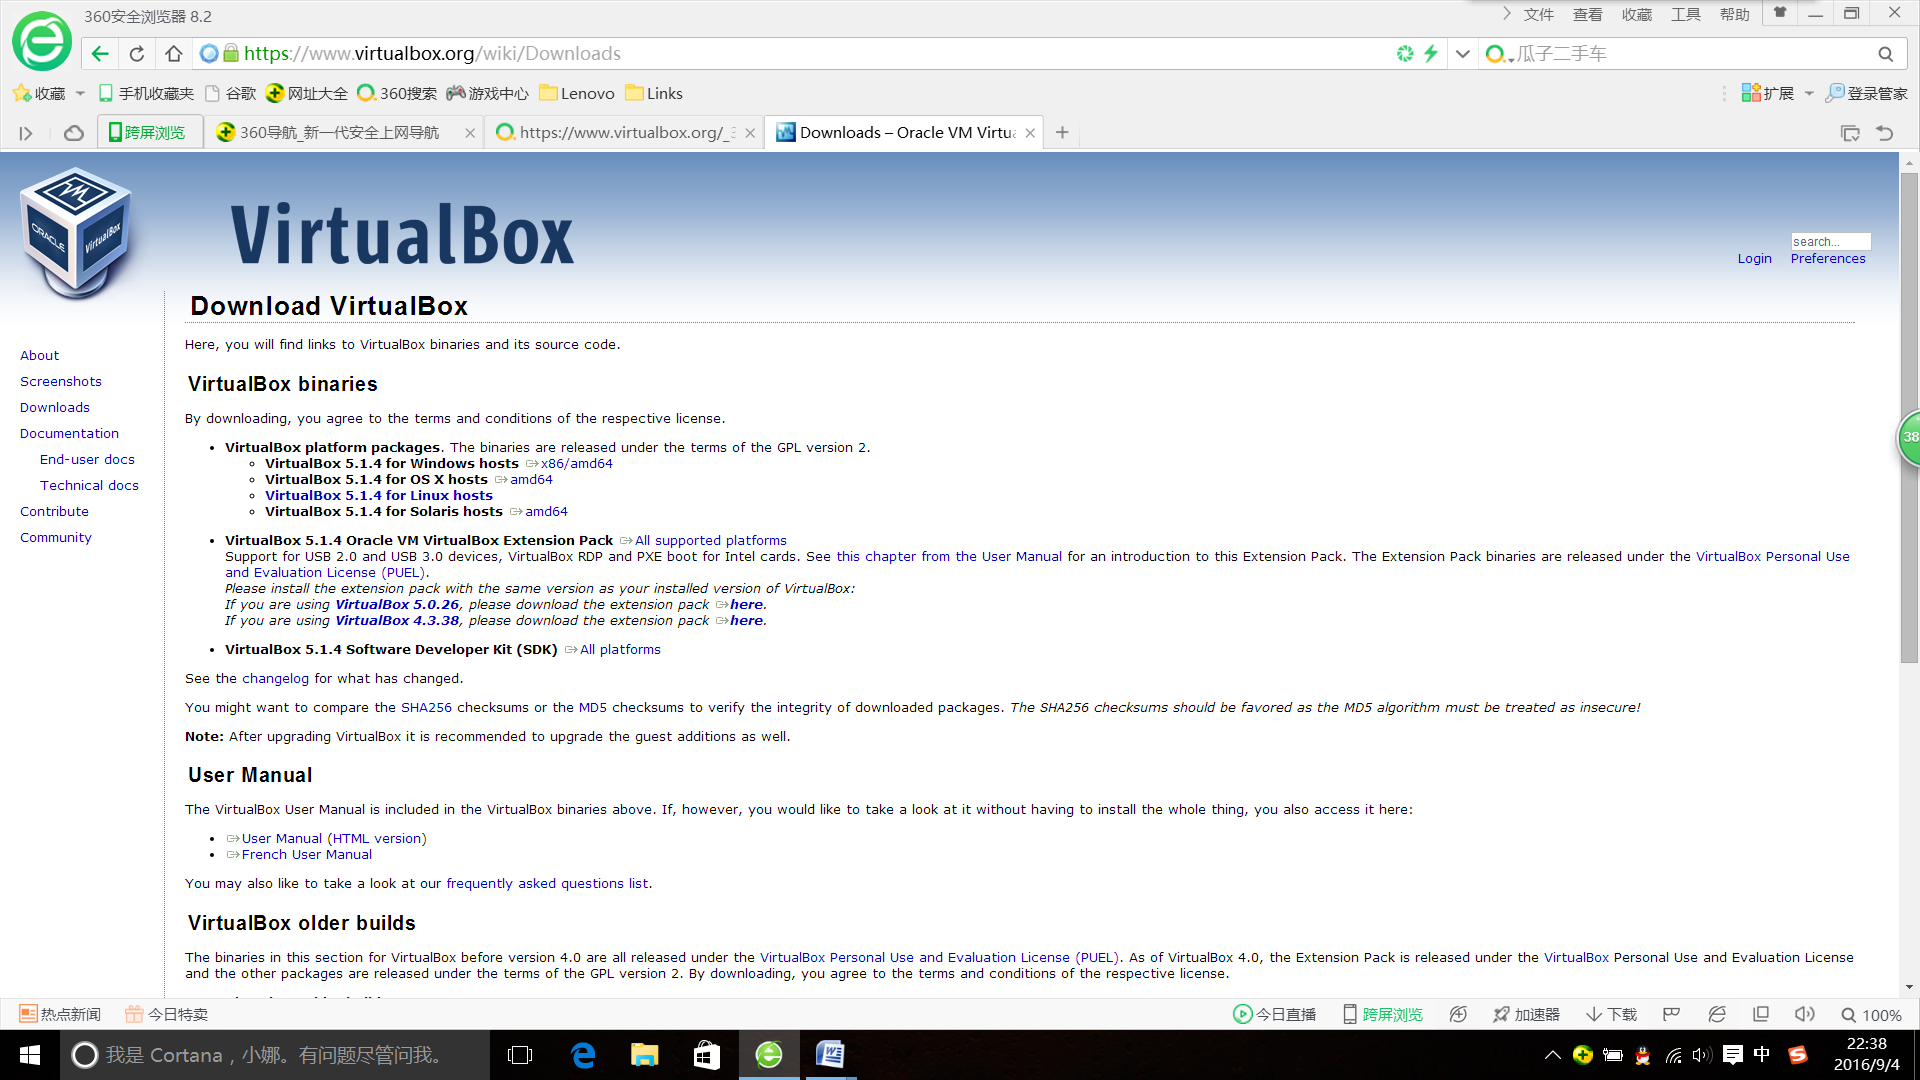 360安全浏览器 8.2
文件 查看 收藏 工具 帮助
https://www.virtualbox.org/wiki/Downloads
瓜子二手车
收藏 手机收藏夹 谷歌 网址大全 360搜索 游戏中心 Lenovo Links
扩展 登录管家
跨屏浏览 360导航_新一代安全上网导航 https://www.virtualbox.org/_ Downloads – Oracle VM Virtu
ORACLE VirtualBox
VirtualBox
search...
Login Preferences
About
Screenshots
Downloads
Documentation
End-user docs
Technical docs
Contribute
Community
Download VirtualBox
Here, you will find links to VirtualBox binaries and its source code.
VirtualBox binaries
By downloading, you agree to the terms and conditions of the respective license.
VirtualBox platform packages. The binaries are released under the terms of the GPL version 2.
VirtualBox 5.1.4 for Windows hosts x86/amd64
VirtualBox 5.1.4 for OS X hosts amd64
VirtualBox 5.1.4 for Linux hosts
VirtualBox 5.1.4 for Solaris hosts amd64
VirtualBox 5.1.4 Oracle VM VirtualBox Extension Pack All supported platforms
Support for USB 2.0 and USB 3.0 devices, VirtualBox RDP and PXE boot for Intel cards. See this chapter from the User Manual for an introduction to this Extension Pack. The Extension Pack binaries are released under the VirtualBox Personal Use
and Evaluation License (PUEL).
Please install the extension pack with the same version as your installed version of VirtualBox:
If you are using VirtualBox 5.0.26, please download the extension pack here.
If you are using VirtualBox 4.3.38, please download the extension pack here.
VirtualBox 5.1.4 Software Developer Kit (SDK) All platforms
See the changelog for what has changed.
You might want to compare the SHA256 checksums or the MD5 checksums to verify the integrity of downloaded packages. The SHA256 checksums should be favored as the MD5 algorithm must be treated as insecure!
Note: After upgrading VirtualBox it is recommended to upgrade the guest additions as well.
User Manual
The VirtualBox User Manual is included in the VirtualBox binaries above. If, however, you would like to take a look at it without having to install the whole thing, you also access it here:
User Manual (HTML version)
French User Manual
You may also like to take a look at our frequently asked questions list.
VirtualBox older builds
The binaries in this section for VirtualBox before version 4.0 are all released under the VirtualBox Personal Use and Evaluation License (PUEL). As of VirtualBox 4.0, the Extension Pack is released under the VirtualBox Personal Use and Evaluation License
and the other packages are released under the terms of the GPL version 2. By downloading, you agree to the terms and conditions of the respective license.
38
热点新闻 今日特卖 今日直播 跨屏浏览 加速器 下载 100%
我是 Cortana，小娜。有问题尽管问我。
中
22:38
2016/9/4